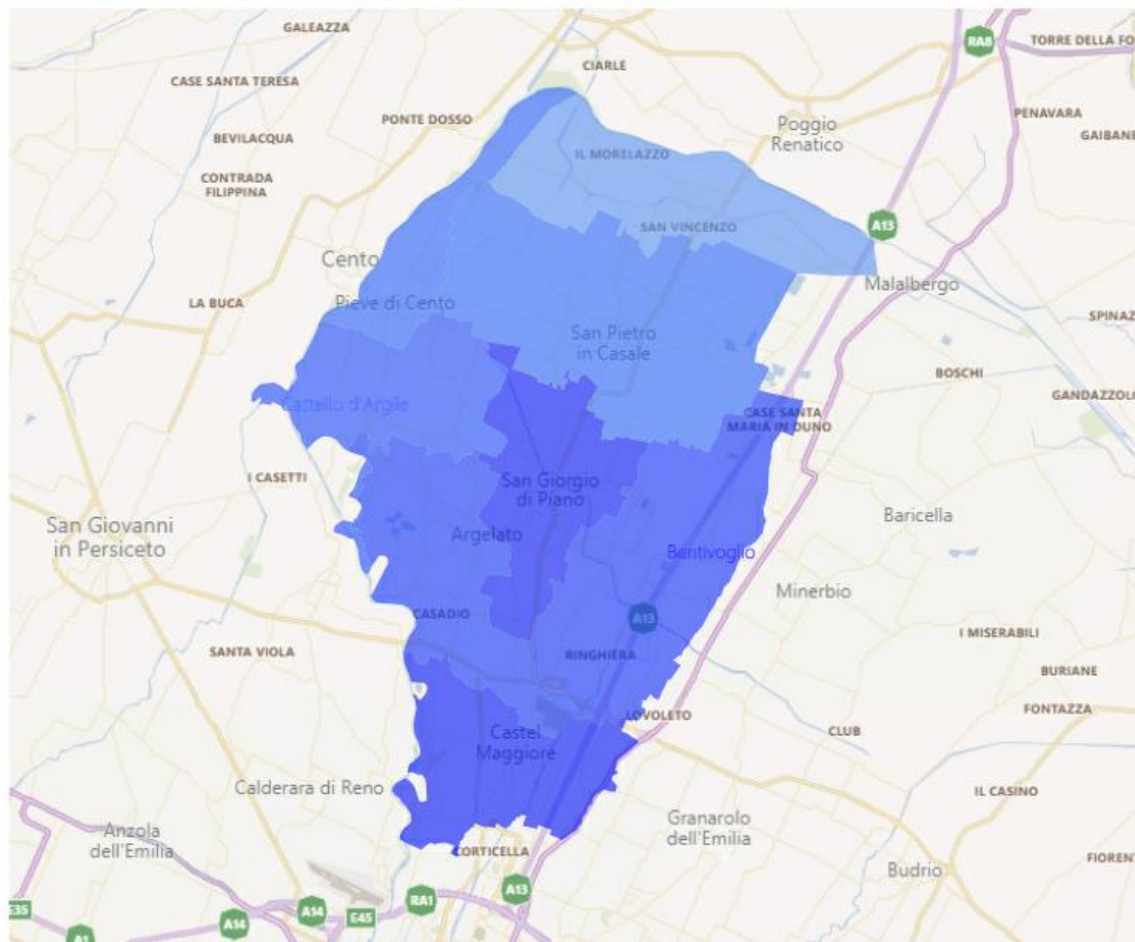 GALEAZZA
RA8
TORRE DELLA FO
CIARLE
CASE SANTA TERESA
PONTE DOSSO
PENAVARA
Poggio
Renatico
BEVILACQUA
GAIBANE
IL MORELAZZO
CONTRADA
FILIPPINA
SAN VINCENZO
A13
Cento
Malalbergo
LA BUCA
Pieve di Cento
SPINAZ
San Pietro
in Casale
BOSCHI
GANDAZZOLO
Castello d'Argile
CASE SANTA
MARIA IN DUNO
I CASETTI
San Giorgio
di Piano
San Giovanni
in Persiceto
Argelato
Baricella
Bentivoglio
Minerbio
CASADIO
A13
I MISERABILI
SANTA VIOLA
RINGHIERA
BURIANE
FONTAZZA
LOVOLETO
CLUB
Castel
Maggiore
Calderara di Reno
IL CASINO
Granarolo
dell'Emilia
Anzola
dell'Emilia
CORTICELLA
FIORENT
Budrio
A13
RA1
E35
A14
E45
A14
A1